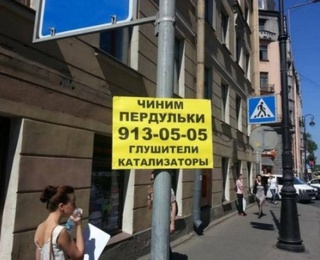 ЧИНИМ
ПЕРДУЛЬКИ
913-05-05
ГЛУШИТЕЛИ
КАТАЛИЗАТОРЫ